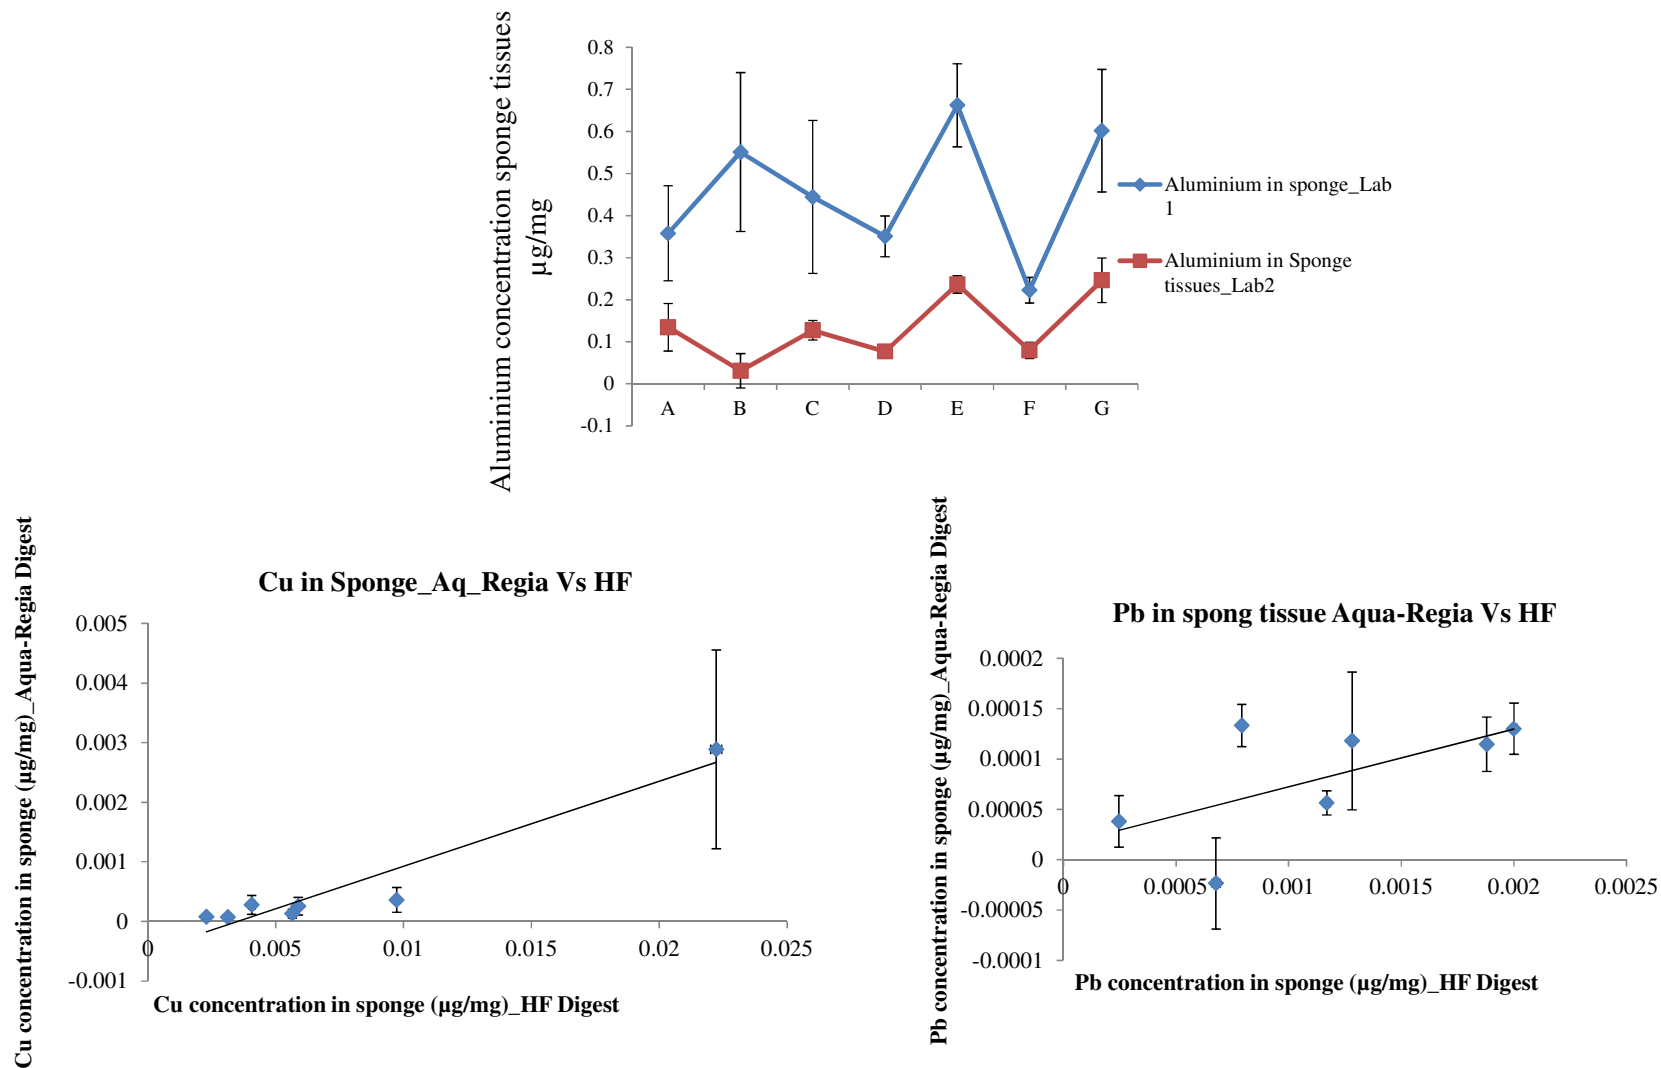 Aluminium concentration sponge tissues
µg/mg
0.8
0.7
0.6
0.5
0.4
0.3
0.2
0.1
0
-0.1
A B C D E F G
Aluminium in sponge_Lab
1
Aluminium in Sponge
tissues_Lab2
Cu in Sponge_Aq_Regia Vs HF
Cu concentration in sponge (µg/mg)_Aqua-Regia Digest
0.005
0.004
0.003
0.002
0.001
0
-0.001
0 0.005 0.01 0.015 0.02 0.025
Cu concentration in sponge (µg/mg)_HF Digest
Pb in spong tissue Aqua-Regia Vs HF
Pb concentration in sponge (µg/mg)_Aqua-Regia Digest
0.0002
0.00015
0.0001
0.00005
0
-0.00005
-0.0001
0 0.0005 0.001 0.0015 0.002 0.0025
Pb concentration in sponge (µg/mg)_HF Digest